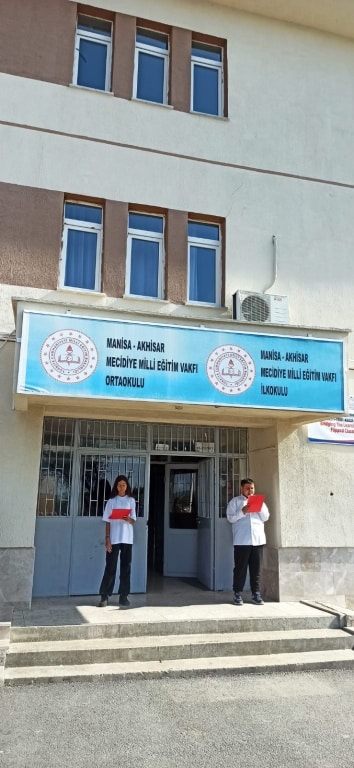 MANİSA - AKHİSAR
MECİDİYE MİLLİ EĞİTİM VAKFI
ORTAOKULU
MANİSA - AKHİSAR
MECİDİYE MİLLİ EĞİTİM VAKFI
İLKOKULU